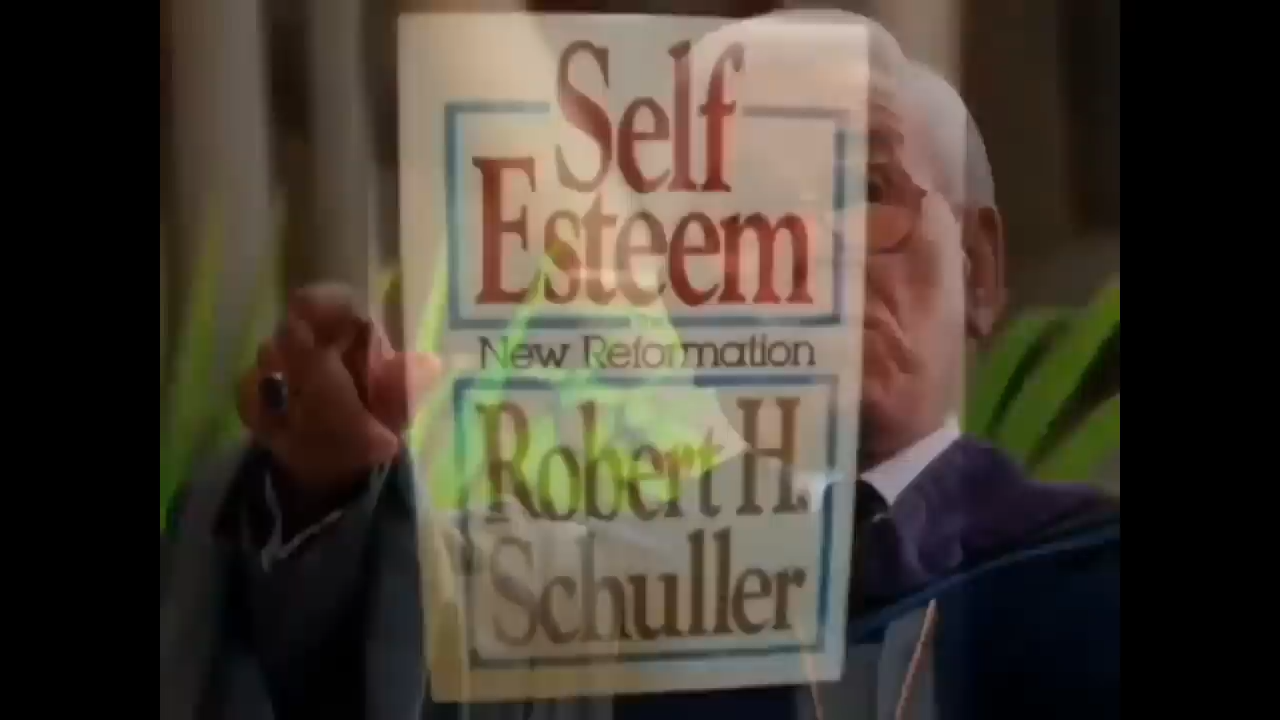 Self
Esteem
New Reformation
Robert H.
Schuller